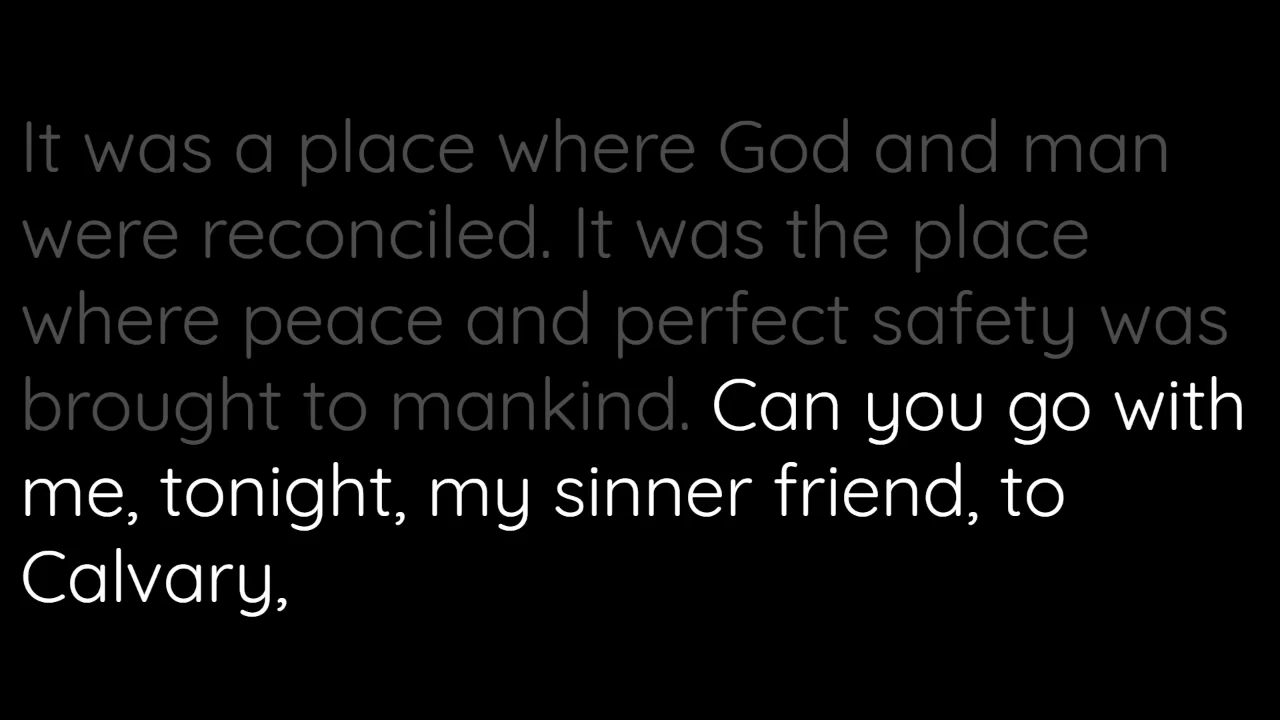 It was a place where God and man
were reconciled. It was the place
where peace and perfect safety was
brought to mankind. Can you go with
me, tonight, my sinner friend, to
Calvary,